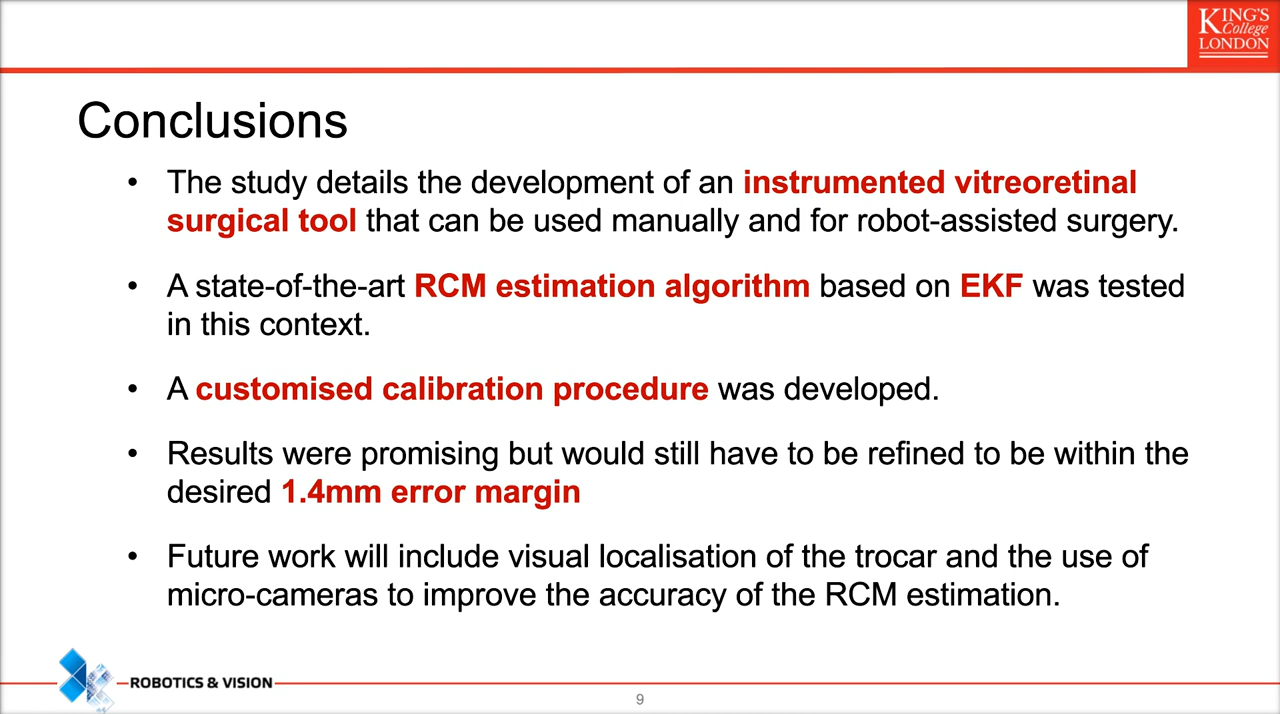 KING'S
College
LONDON
Conclusions
• The study details the development of an instrumented vitreoretinal
surgical tool that can be used manually and for robot-assisted surgery.
• A state-of-the-art RCM estimation algorithm based on EKF was tested
in this context.
• A customised calibration procedure was developed.
• Results were promising but would still have to be refined to be within the
desired 1.4mm error margin
• Future work will include visual localisation of the trocar and the use of
micro-cameras to improve the accuracy of the RCM estimation.
ROBOTICS & VISION
9